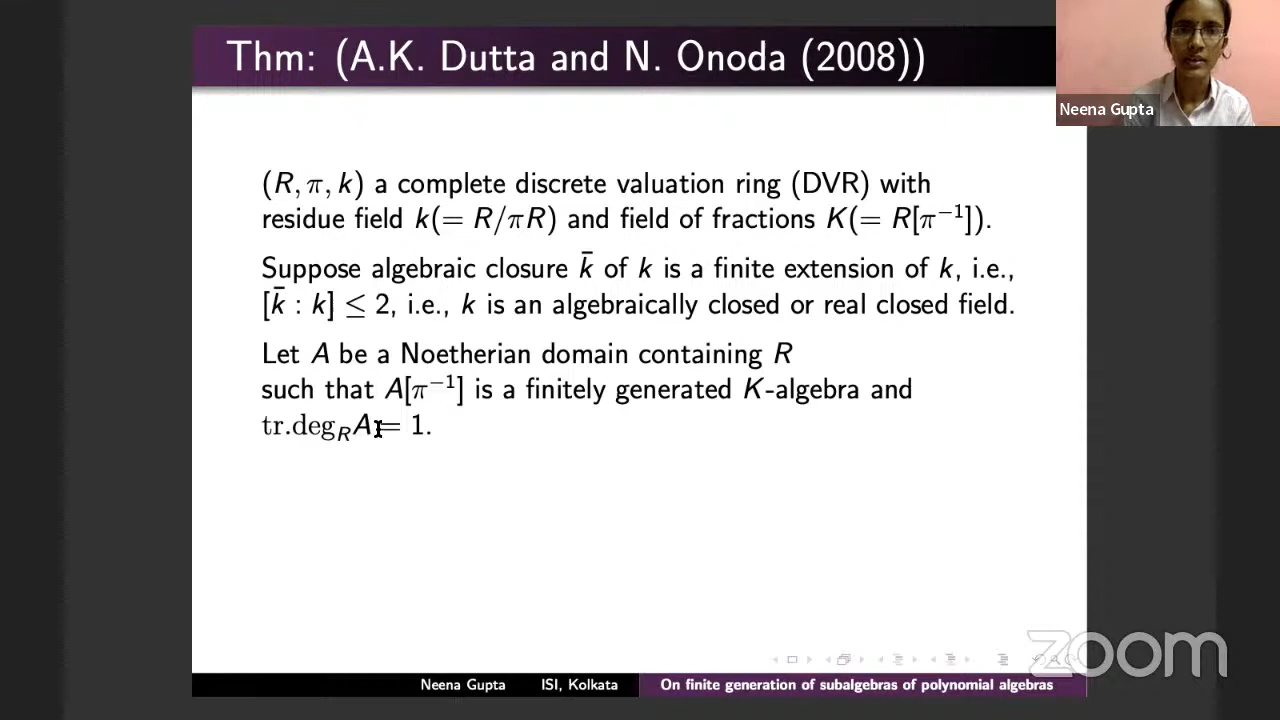 Thm: (A.K. Dutta and N. Onoda (2008))
Neena Gupta
(R, π, k) a complete discrete valuation ring (DVR) with
residue field k(= R/πR) and field of fractions K(= R[π⁻¹]).
Suppose algebraic closure k̄ of k is a finite extension of k, i.e.,
[k̄ : k] ≤ 2, i.e., k is an algebraically closed or real closed field.
Let A be a Noetherian domain containing R
such that A[π⁻¹] is a finitely generated K-algebra and
tr.deg_R A = 1.
zoom
Neena Gupta ISI, Kolkata On finite generation of subalgebras of polynomial algebras